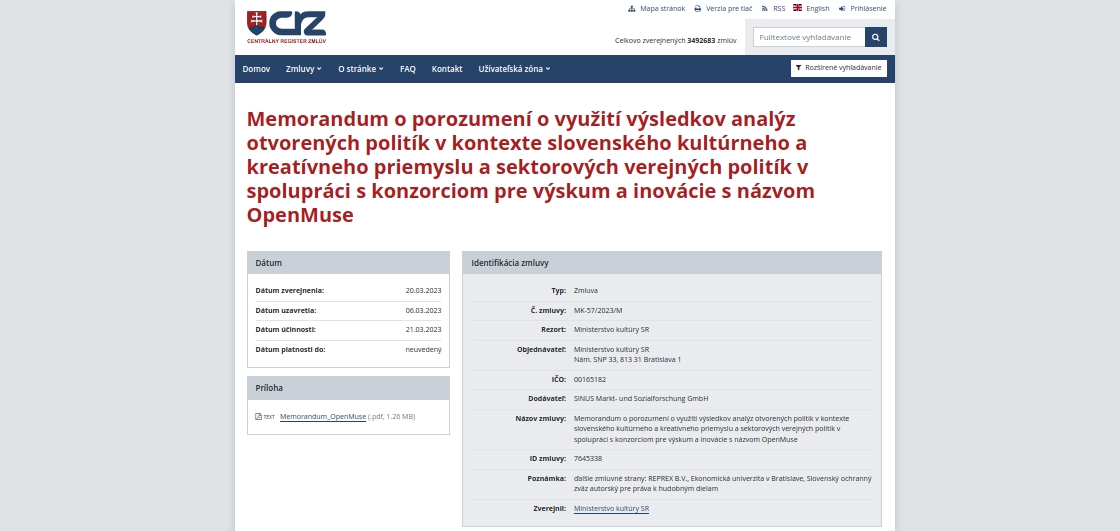 Mapa stránok Verzia pre tlač RSS English Prihlásenie
crz
CENTRÁLNY REGISTER ZMLÚV
Celkovo zverejnených 3492683 zmlúv
Fulltextové vyhľadávanie
Domov Zmluvy O stránke FAQ Kontakt Užívateľská zóna Rozšírené vyhľadávanie
Memorandum o porozumení o využití výsledkov analýz
otvorených politík v kontexte slovenského kultúrneho a
kreatívneho priemyslu a sektorových verejných politík v
spolupráci s konzorciom pre výskum a inovácie s názvom
OpenMuse
Dátum
Dátum zverejnenia: 20.03.2023
Dátum uzavretia: 06.03.2023
Dátum účinnosti: 21.03.2023
Dátum platnosti do: neuvedený
Príloha
TEXT Memorandum_OpenMuse (.pdf, 1.26 MB)
Identifikácia zmluvy
Typ: Zmluva
Č. zmluvy: MK-57/2023/M
Rezort: Ministerstvo kultúry SR
Objednávateľ: Ministerstvo kultúry SR
Nám. SNP 33, 813 31 Bratislava 1
IČO: 00165182
Dodávateľ: SINUS Markt- und Sozialforschung GmbH
Názov zmluvy: Memorandum o porozumení o využití výsledkov analýz otvorených politík v kontexte
slovenského kultúrneho a kreatívneho priemyslu a sektorových verejných politík v
spolupráci s konzorciom pre výskum a inovácie s názvom OpenMuse
ID zmluvy: 7645338
Poznámka: ďalšie zmluvné strany: REPREX B.V., Ekonomická univerzita v Bratislave, Slovenský ochranný
zväz autorský pre práva k hudobným dielam
Zverejnil: Ministerstvo kultúry SR